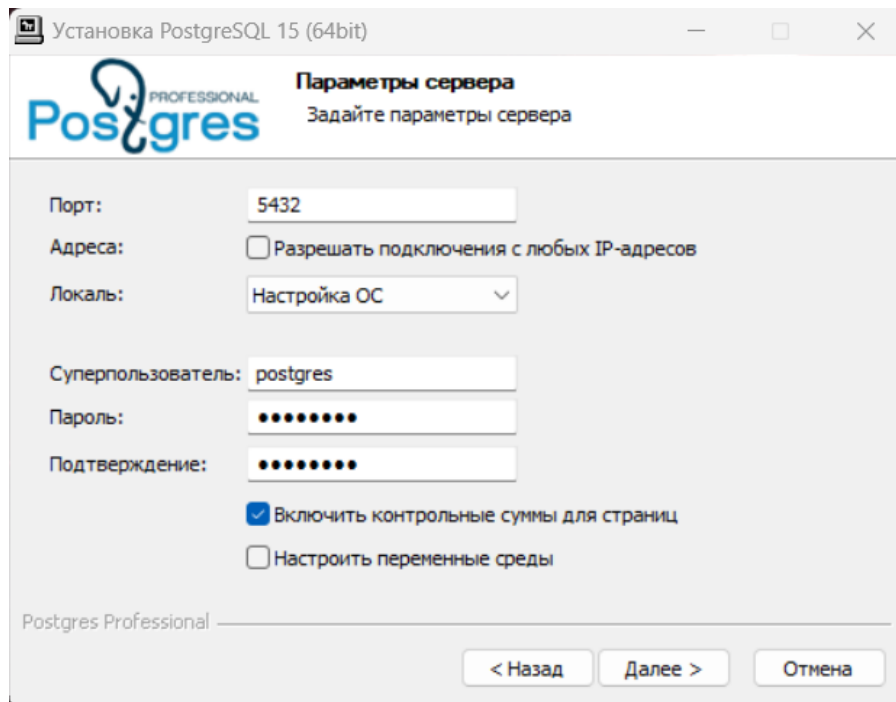 Установка PostgreSQL 15 (64bit)
PROFESSIONAL
Postgres
Параметры сервера
Задайте параметры сервера
Порт: 5432
Адреса: Разрешать подключения с любых IP-адресов
Локаль: Настройка ОС
Суперпользователь: postgres
Пароль: ●●●●●●●●
Подтверждение: ●●●●●●●●
Включить контрольные суммы для страниц
Настроить переменные среды
Postgres Professional
< Назад Далее > Отмена